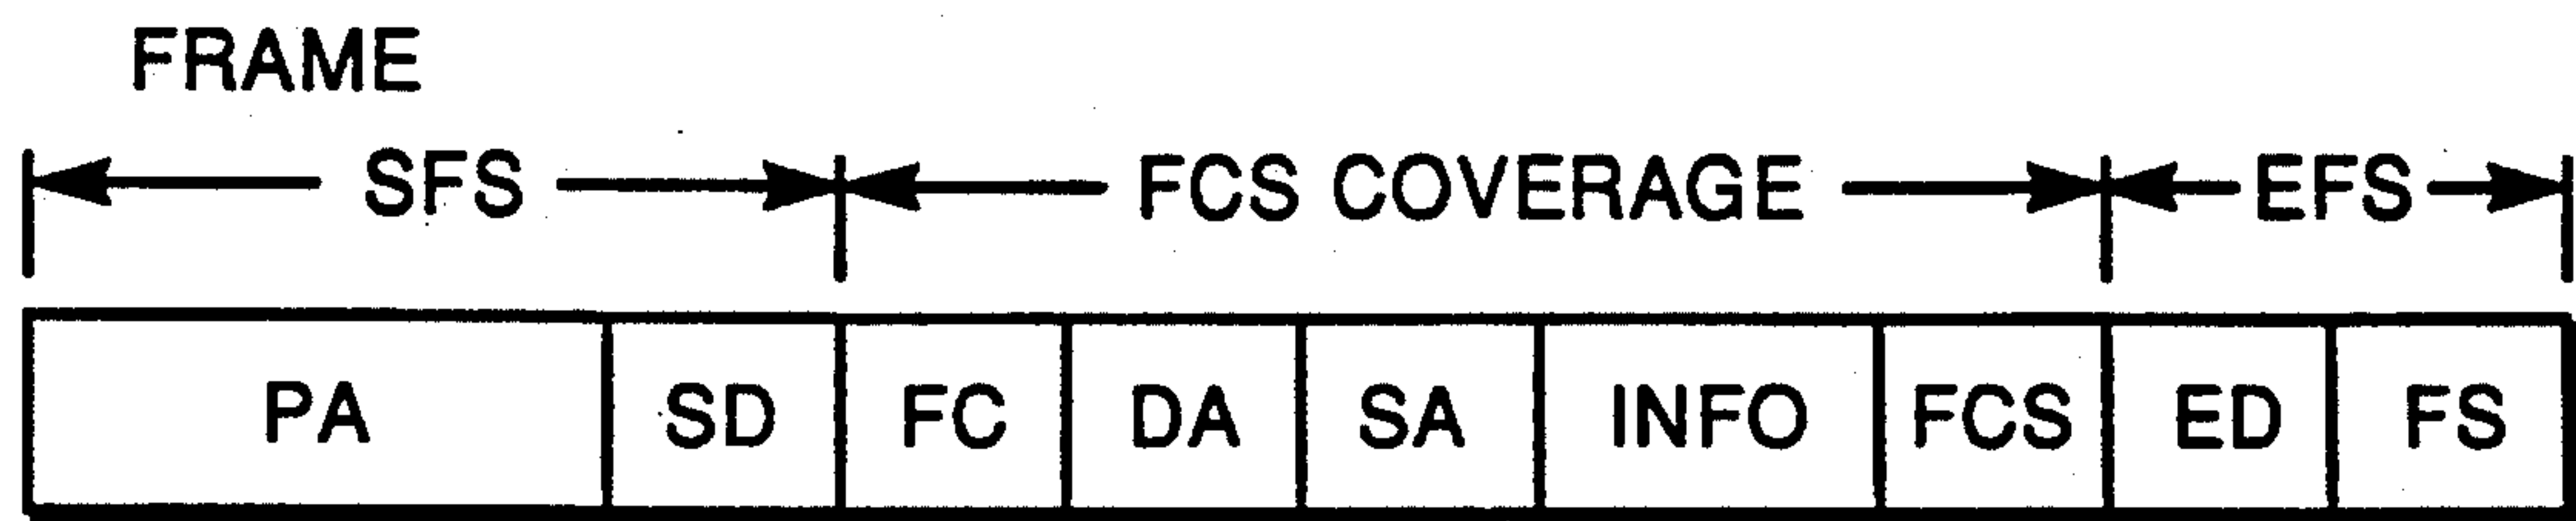 FRAME
SFS FCS COVERAGE EFS
PA SD FC DA SA INFO FCS ED FS